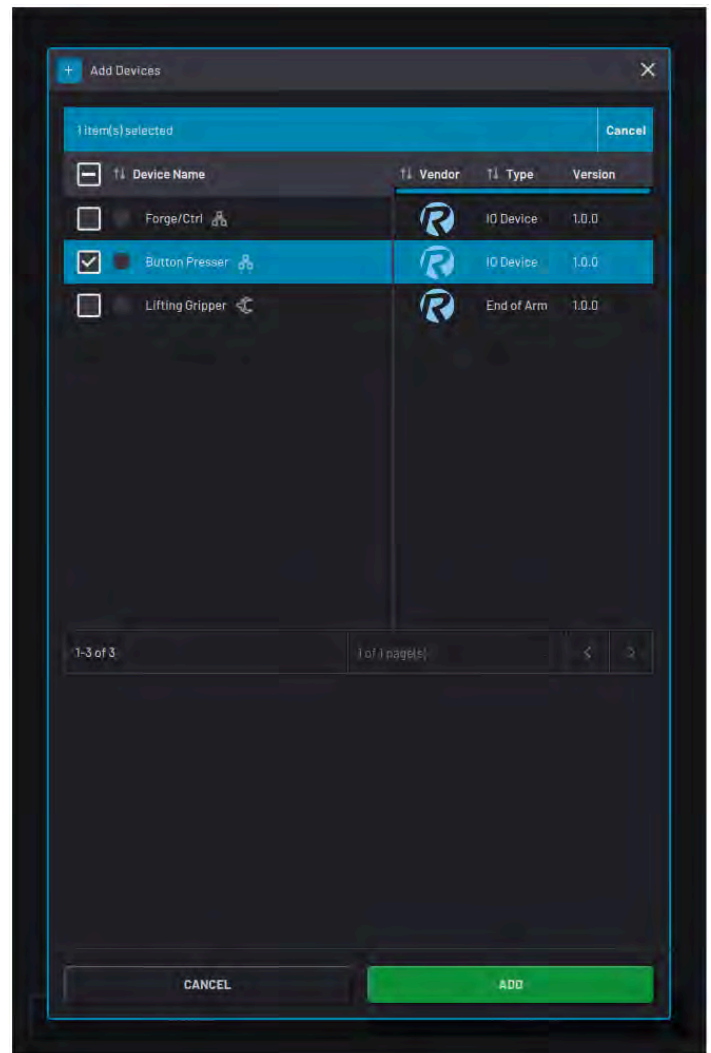 Add Devices
1 item(s) selected Cancel
Device Name Vendor Type Version
Forge/Ctrl IO Device 1.0.0
Button Presser IO Device 1.0.0
Lifting Gripper End of Arm 1.0.0
1-3 of 3 1 of 1 page(s)
CANCEL ADD